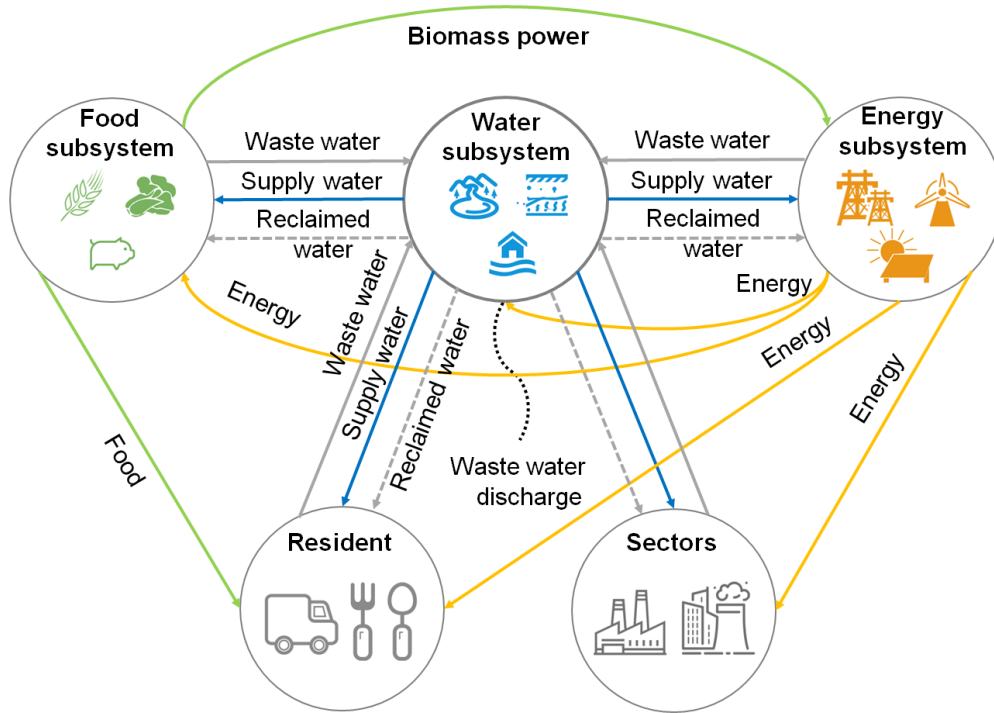 Biomass power
Food
subsystem
Water
subsystem
Energy
subsystem
Waste water
Supply water
Reclaimed
water
Waste water
Supply water
Reclaimed
water
Energy
Energy
Energy
Energy
Waste water
Supply water
Reclaimed water
Food
Waste water
discharge
Resident
Sectors